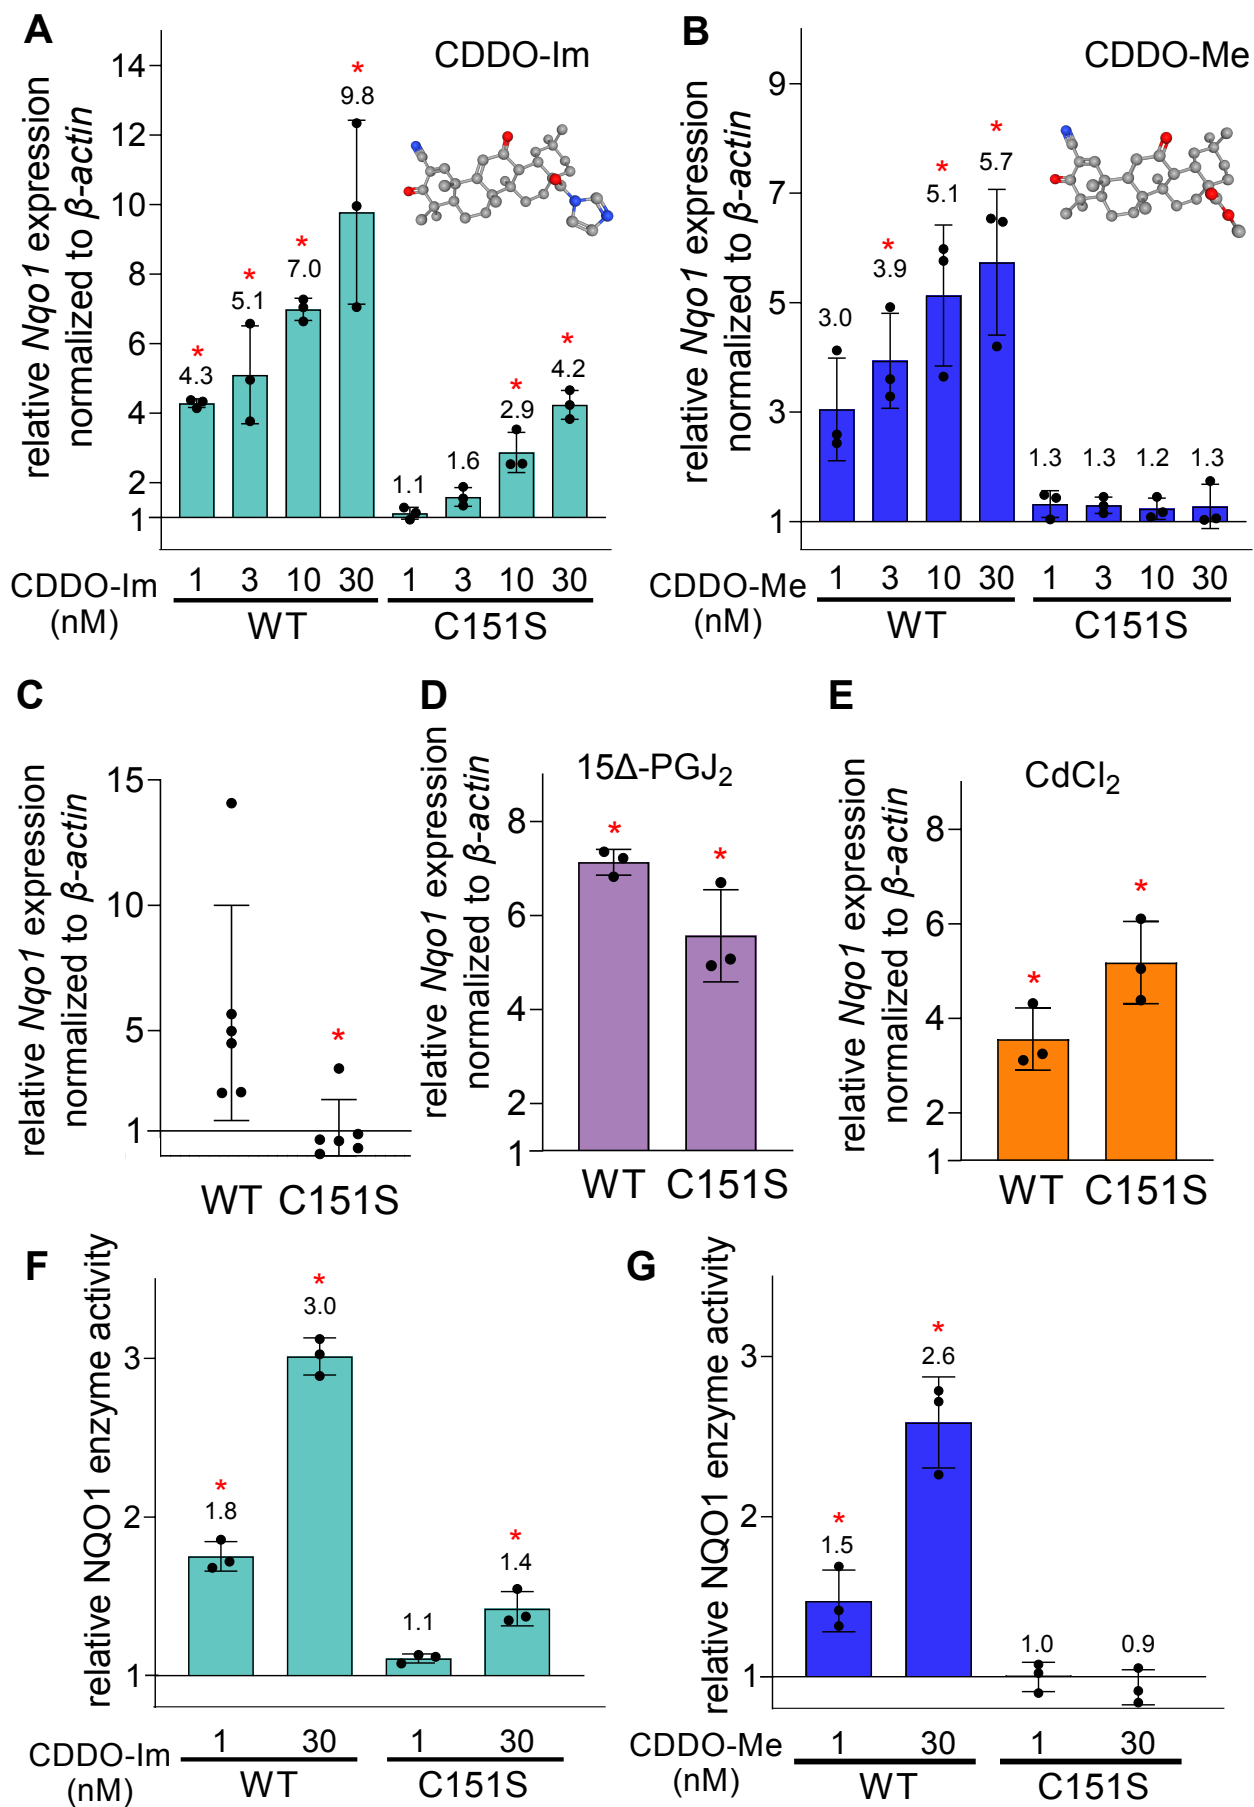 A
CDDO-Im
relative Nqo1 expression
normalized to β-actin
14
12
10
8
6
4
2
1
*
4.3
*
5.1
*
7.0
*
9.8
1.1
1.6
*
2.9
*
4.2
CDDO-Im
(nM)
1 3 10 30 1 3 10 30
WT C151S
B
CDDO-Me
relative Nqo1 expression
normalized to β-actin
9
7
5
3
1
3.0
*
3.9
*
5.1
*
5.7
1.3 1.3 1.2 1.3
CDDO-Me
(nM)
1 3 10 30 1 3 10 30
WT C151S
C
relative Nqo1 expression
normalized to β-actin
15
10
5
1
*
WT C151S
D
15Δ-PGJ₂
relative Nqo1 expression
normalized to β-actin
8
6
4
2
1
*
*
WT C151S
E
CdCl₂
relative Nqo1 expression
normalized to β-actin
8
6
4
2
1
*
*
WT C151S
F
relative NQO1 enzyme activity
3
2
1
*
1.8
*
3.0
1.1
*
1.4
CDDO-Im
(nM)
1 30 1 30
WT C151S
G
relative NQO1 enzyme activity
3
2
1
*
1.5
*
2.6
1.0
0.9
CDDO-Me
(nM)
1 30 1 30
WT C151S